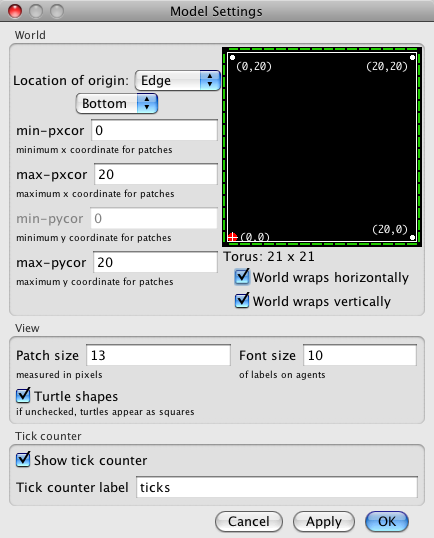 Model Settings
World
Location of origin: Edge
Bottom
min-pxcor 0
minimum x coordinate for patches
max-pxcor 20
maximum x coordinate for patches
min-pycor 0
minimum y coordinate for patches
max-pycor 20
maximum y coordinate for patches
(0,20) (20,20)
(0,0) (20,0)
Torus: 21 x 21
World wraps horizontally
World wraps vertically
View
Patch size 13 Font size 10
measured in pixels of labels on agents
Turtle shapes
if unchecked, turtles appear as squares
Tick counter
Show tick counter
Tick counter label ticks
Cancel Apply OK